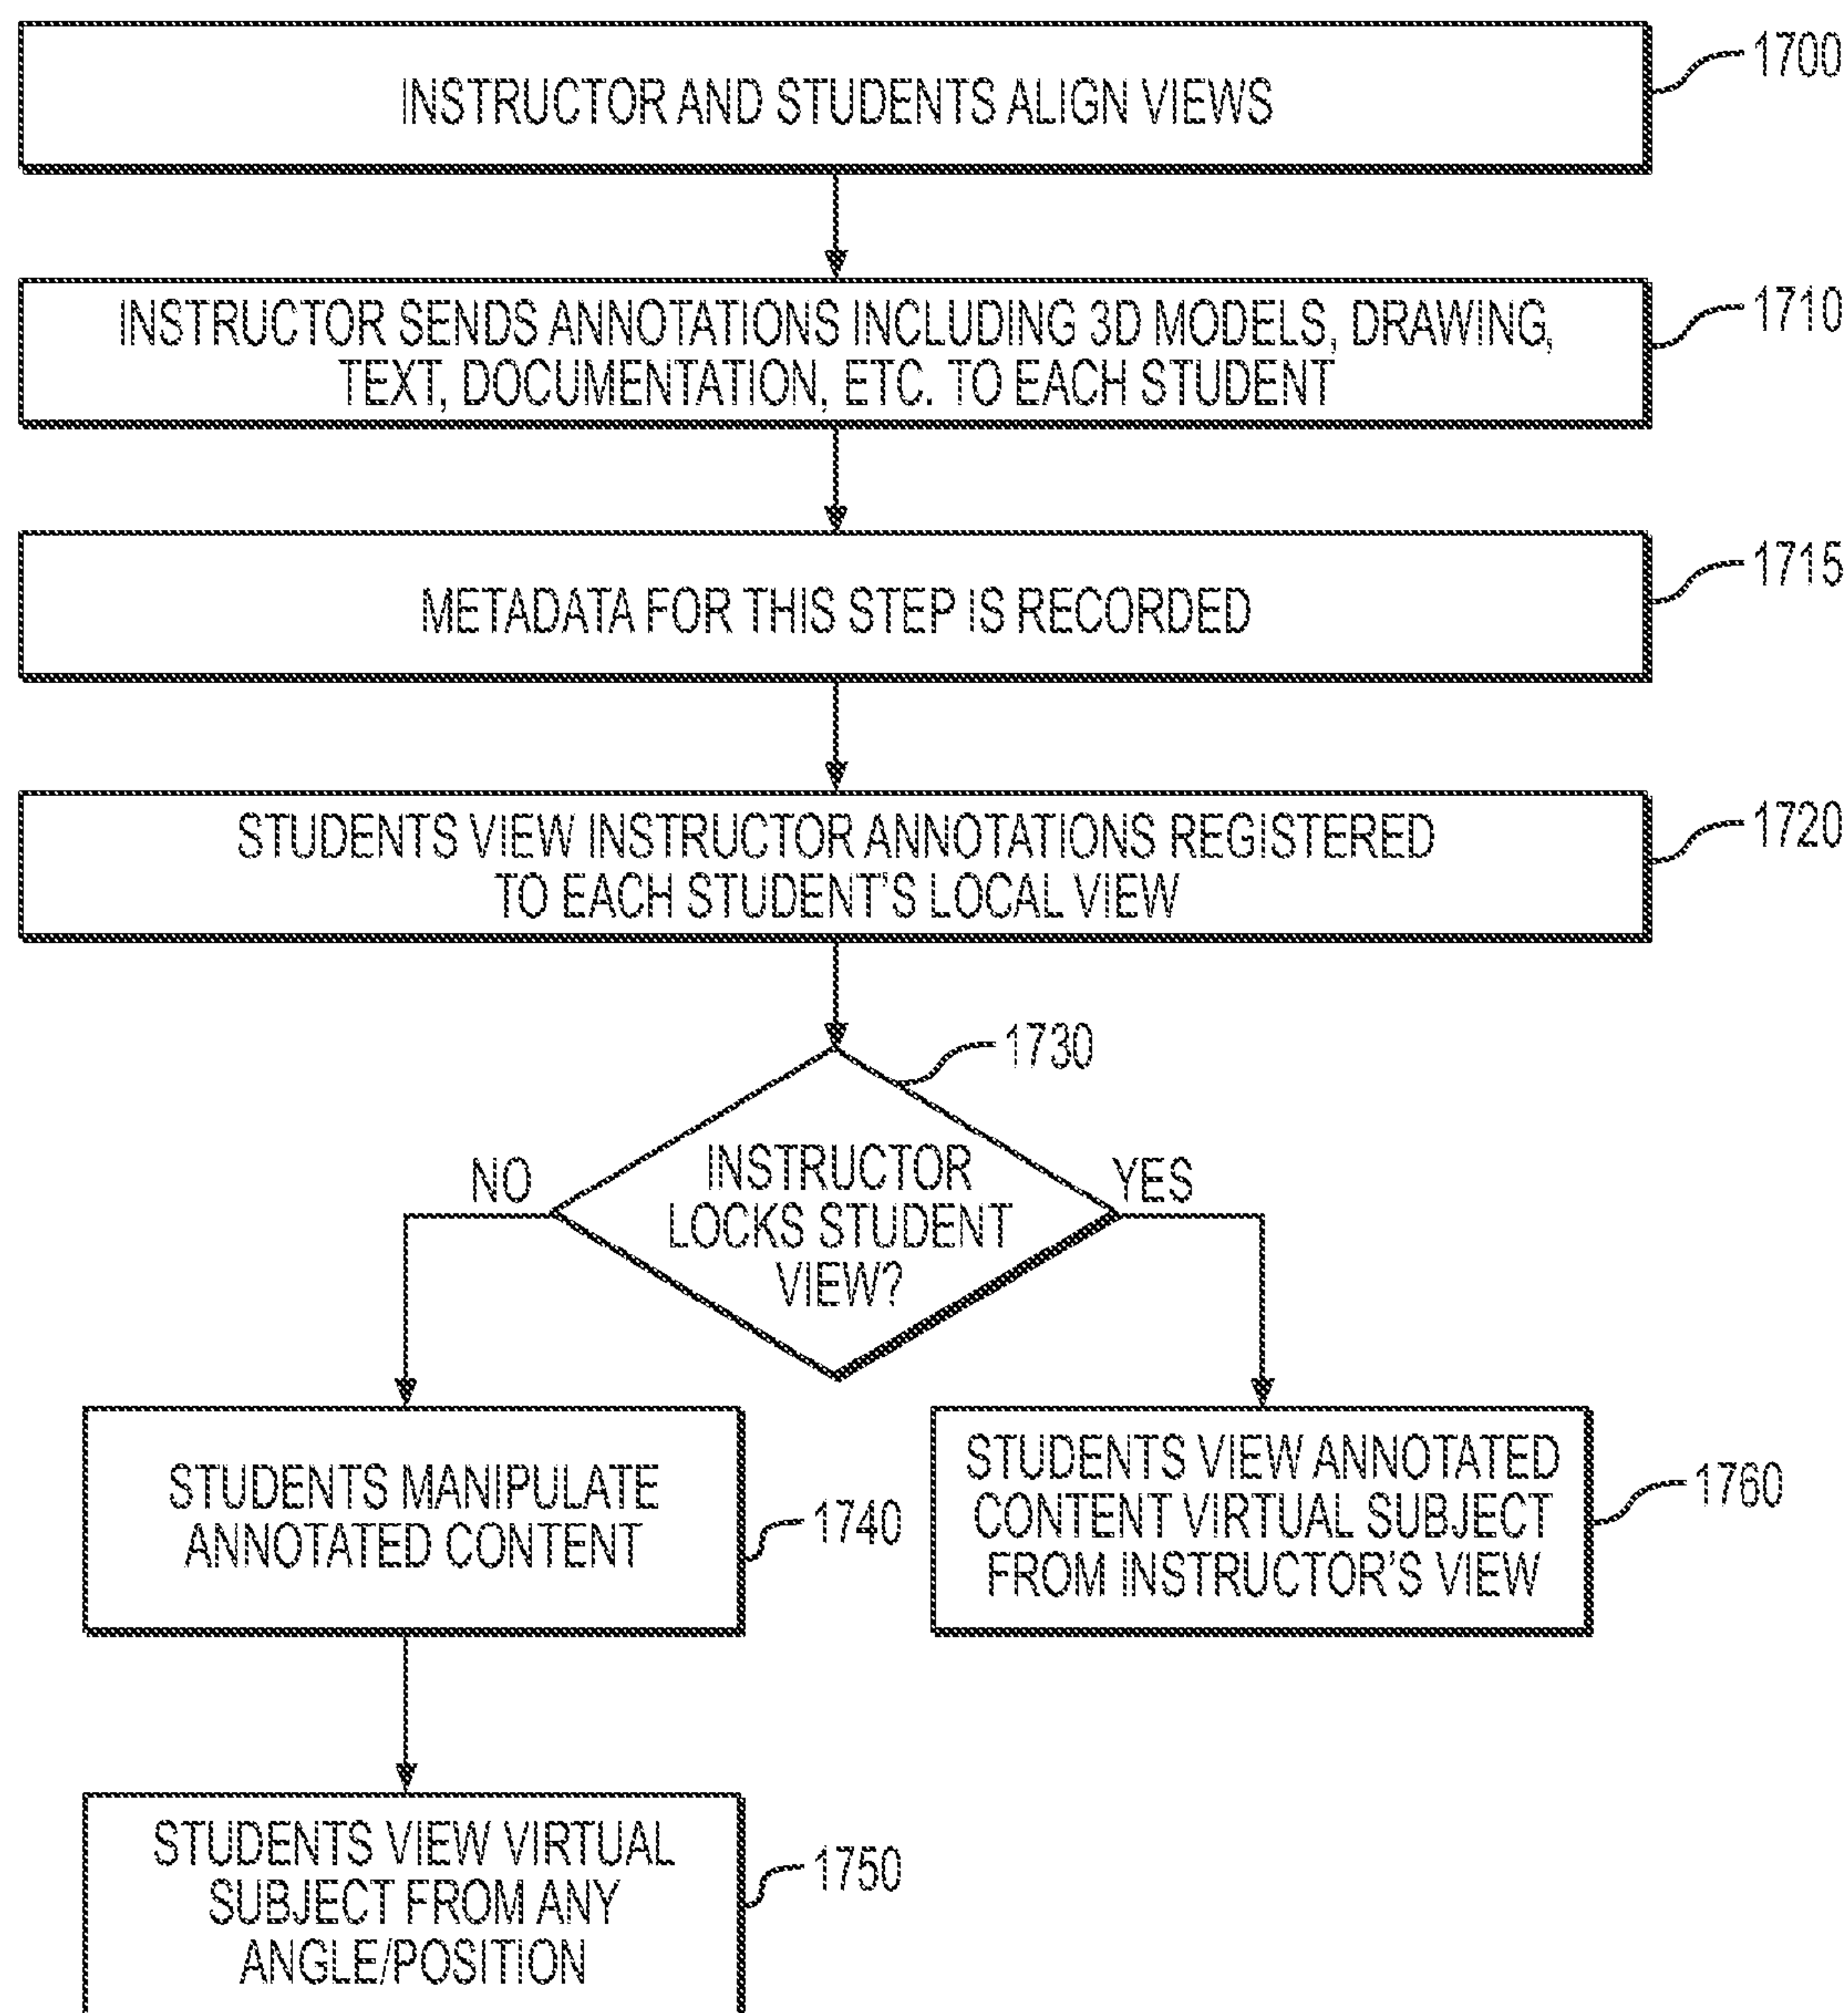 INSTRUCTOR AND STUDENTS ALIGN VIEWS
1700
INSTRUCTOR SENDS ANNOTATIONS INCLUDING 3D MODELS, DRAWING,
TEXT, DOCUMENTATION, ETC. TO EACH STUDENT
1710
METADATA FOR THIS STEP IS RECORDED
1715
STUDENTS VIEW INSTRUCTOR ANNOTATIONS REGISTERED
TO EACH STUDENT'S LOCAL VIEW
1720
1730
INSTRUCTOR
LOCKS STUDENT
VIEW?
NO
YES
STUDENTS MANIPULATE
ANNOTATED CONTENT
1740
STUDENTS VIEW ANNOTATED
CONTENT VIRTUAL SUBJECT
FROM INSTRUCTOR'S VIEW
1760
STUDENTS VIEW VIRTUAL
SUBJECT FROM ANY
ANGLE/POSITION
1750